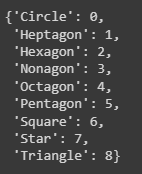 {'Circle': 0,
'Heptagon': 1,
'Hexagon': 2,
'Nonagon': 3,
'Octagon': 4,
'Pentagon': 5,
'Square': 6,
'Star': 7,
'Triangle': 8}